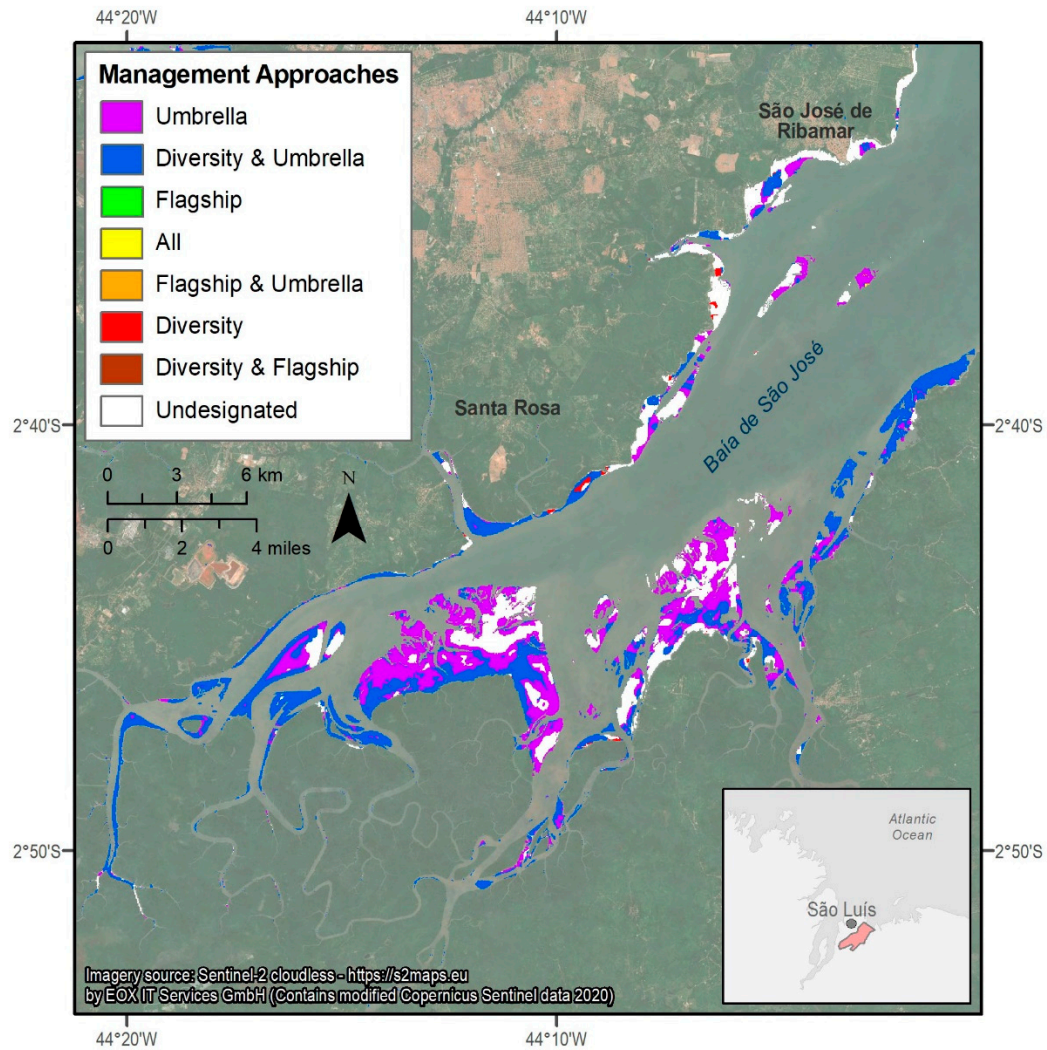 44°20'W
44°10'W
Management Approaches
Umbrella
Diversity & Umbrella
Flagship
All
Flagship & Umbrella
Diversity
Diversity & Flagship
Undesignated
São José de
Ribamar
Baía de São José
Santa Rosa
2°40'S
2°40'S
0 3 6 km
N
0 2 4 miles
2°50'S
2°50'S
Atlantic
Ocean
São Luís
Imagery source: Sentinel-2 cloudless - https://s2maps.eu
by EOX IT Services GmbH (Contains modified Copernicus Sentinel data 2020)
44°20'W
44°10'W